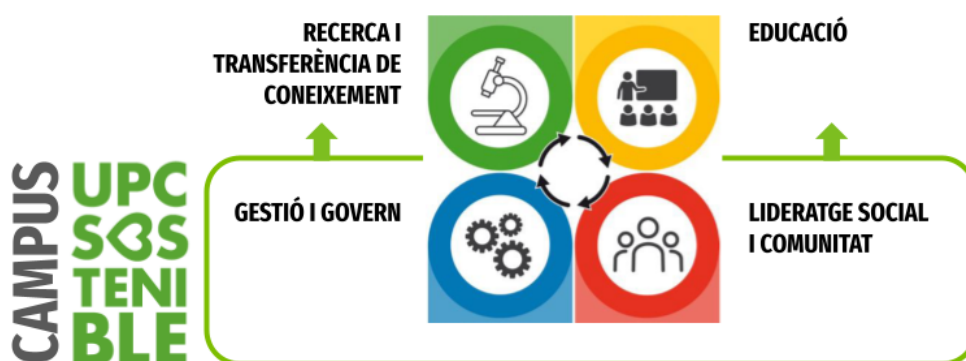 RECERCA I
TRANSFERÈNCIA DE
CONEIXEMENT
EDUCACIÓ
CAMPUS
UPC
SOS
TENI
BLE
GESTIÓ I GOVERN
LIDERATGE SOCIAL
I COMUNITAT